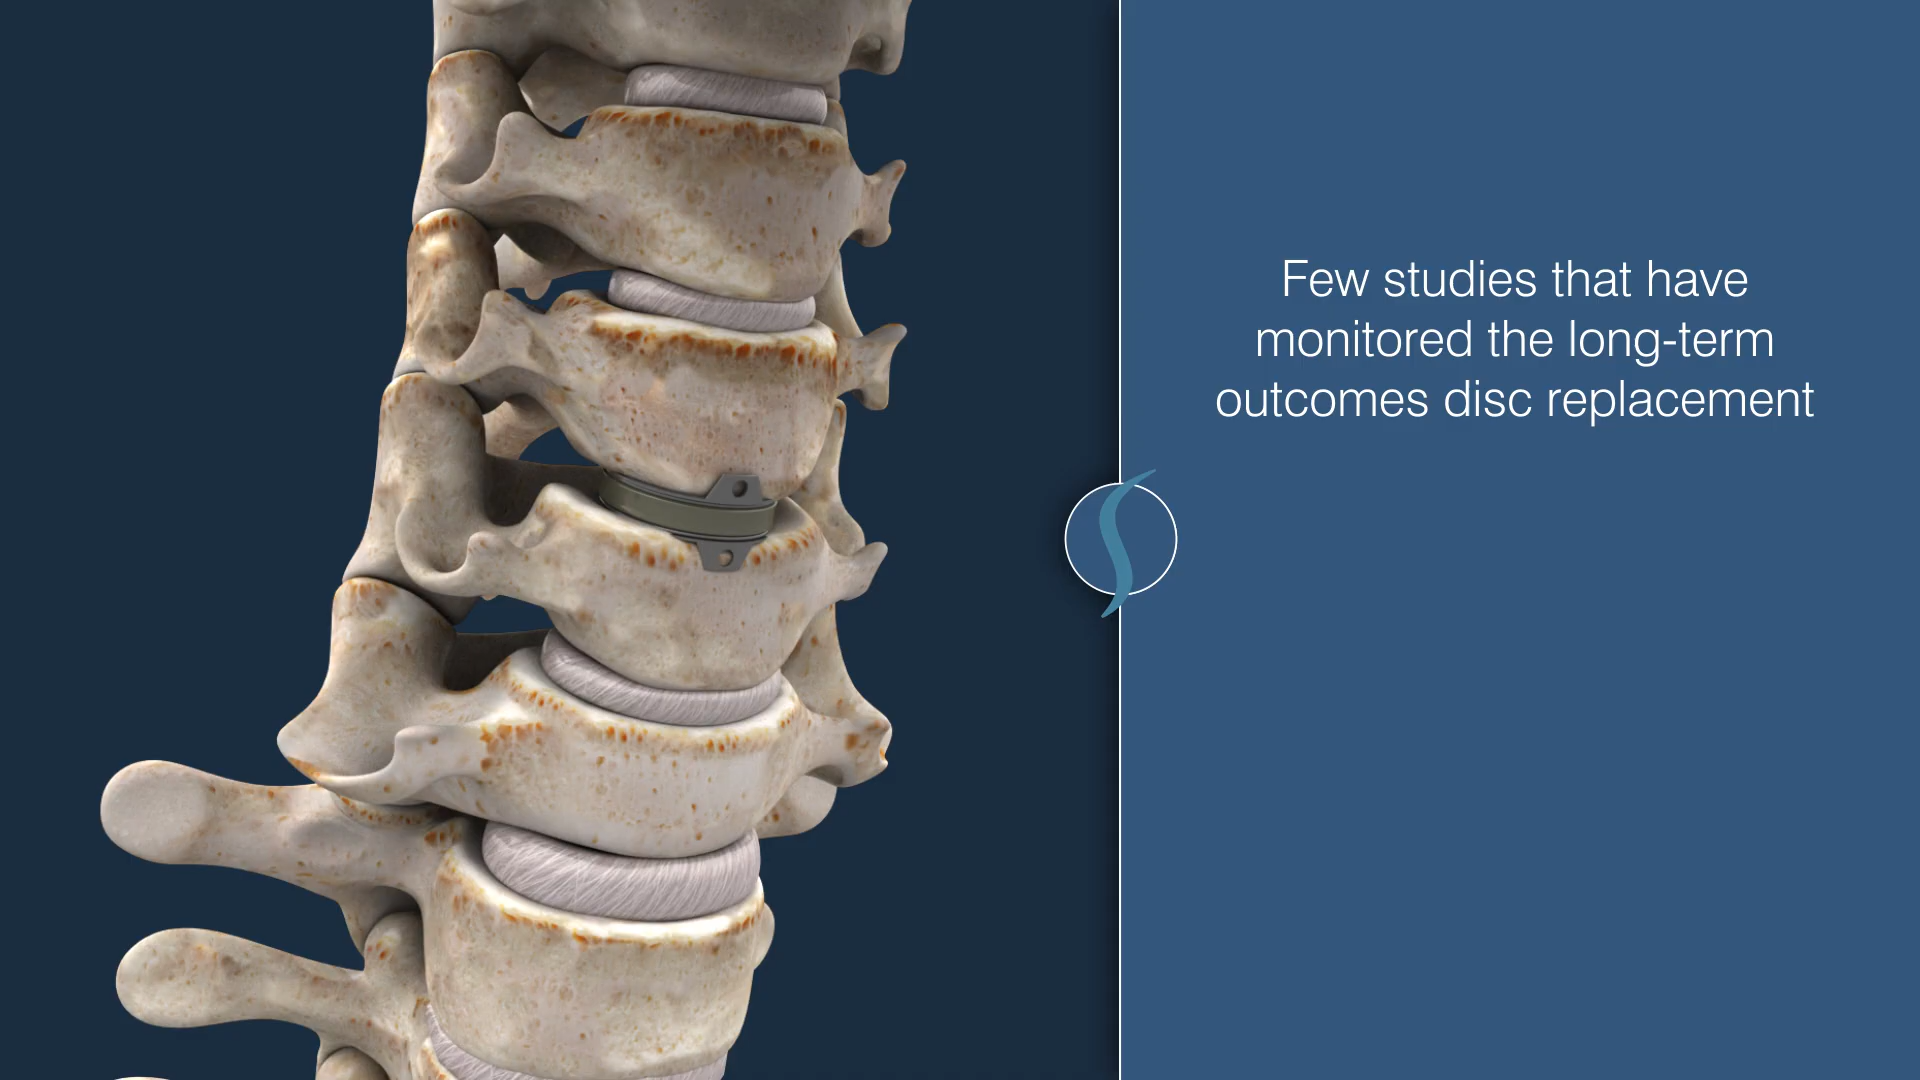 Few studies that have
monitored the long-term
outcomes disc replacement